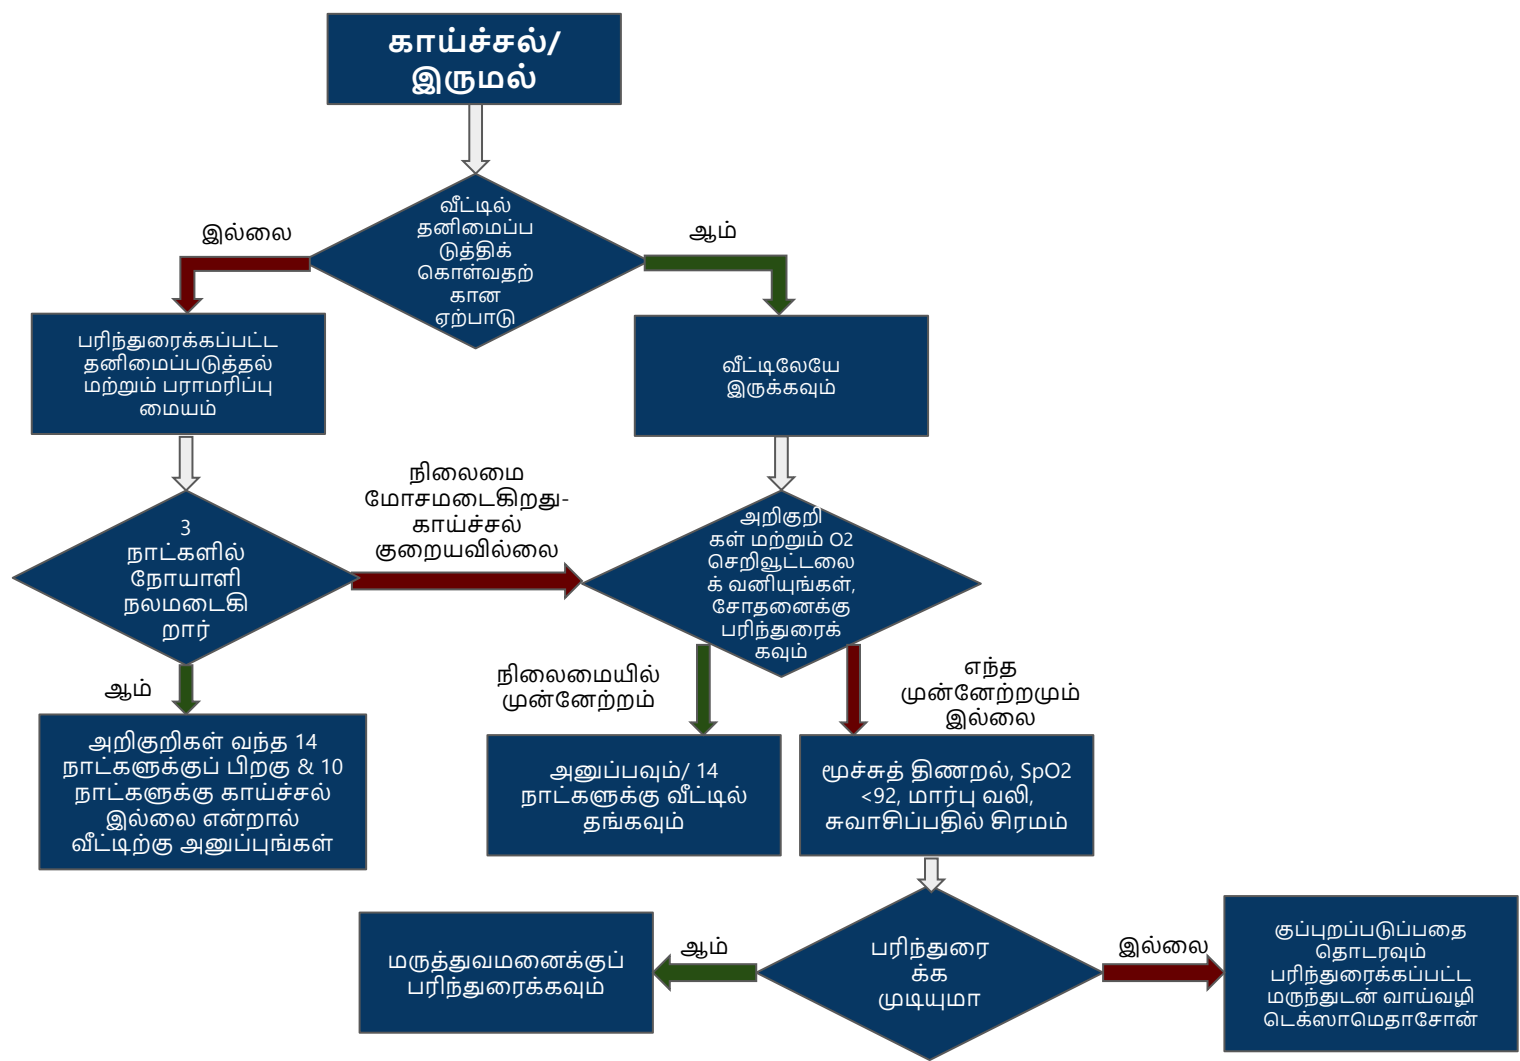 காய்ச்சல்/
இருமல்
வீட்டில்
தனிமைப்ப
டுத்திக்
கொள்வதற்
கான
ஏற்பாடு
இல்லை
ஆம்
பரிந்துரைக்கப்பட்ட
தனிமைப்படுத்தல்
மற்றும் பராமரிப்பு
மையம்
வீட்டிலேயே
இருக்கவும்
3
நாட்களில்
நோயாளி
நலமடைகி
றார்
நிலைமை
மோசமடைகிறது-
காய்ச்சல்
குறையவில்லை
அறிகுறி
கள் மற்றும் O2
செறிவூட்டலை
க் வனியுங்கள்,
சோதனைக்கு
பரிந்துரைக்
கவும்
ஆம்
நிலைமையில்
முன்னேற்றம்
எந்த
முன்னேற்றமும்
இல்லை
அறிகுறிகள் வந்த 14
நாட்களுக்குப் பிறகு & 10
நாட்களுக்கு காய்ச்சல்
இல்லை என்றால்
வீட்டிற்கு அனுப்புங்கள்
அனுப்பவும்/ 14
நாட்களுக்கு வீட்டில்
தங்கவும்
மூச்சுத் திணறல், SpO2
<92, மார்பு வலி,
சுவாசிப்பதில் சிரமம்
பரிந்துரை
க்க
முடியுமா
ஆம்
இல்லை
மருத்துவமனைக்குப்
பரிந்துரைக்கவும்
குப்புறப்படுப்பதை
தொடரவும்
பரிந்துரைக்கப்பட்ட
மருந்துடன் வாய்வழி
டெக்ஸாமெதாசோன்